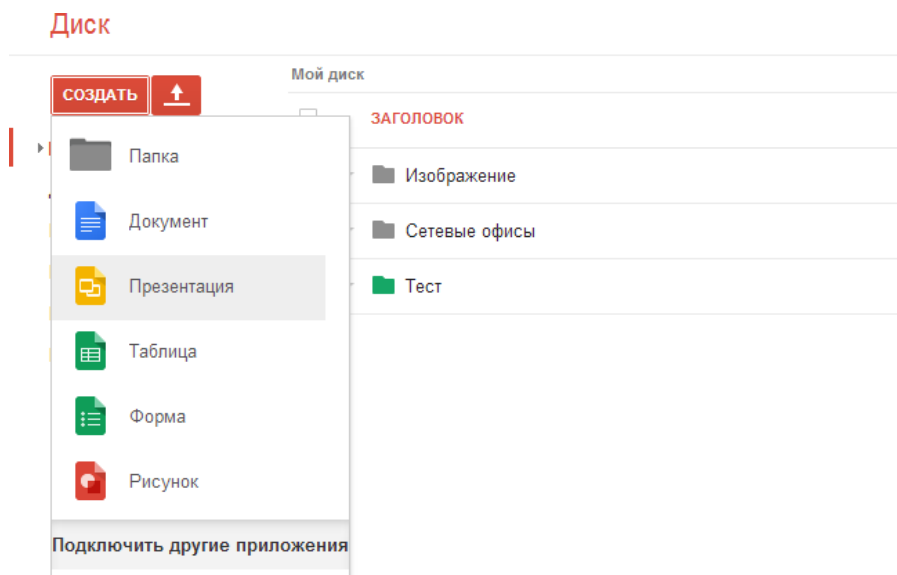 Диск
СОЗДАТЬ
Мой диск
ЗАГОЛОВОК
Папка
Изображение
Документ
Сетевые офисы
Презентация
Тест
Таблица
Форма
Рисунок
Подключить другие приложения